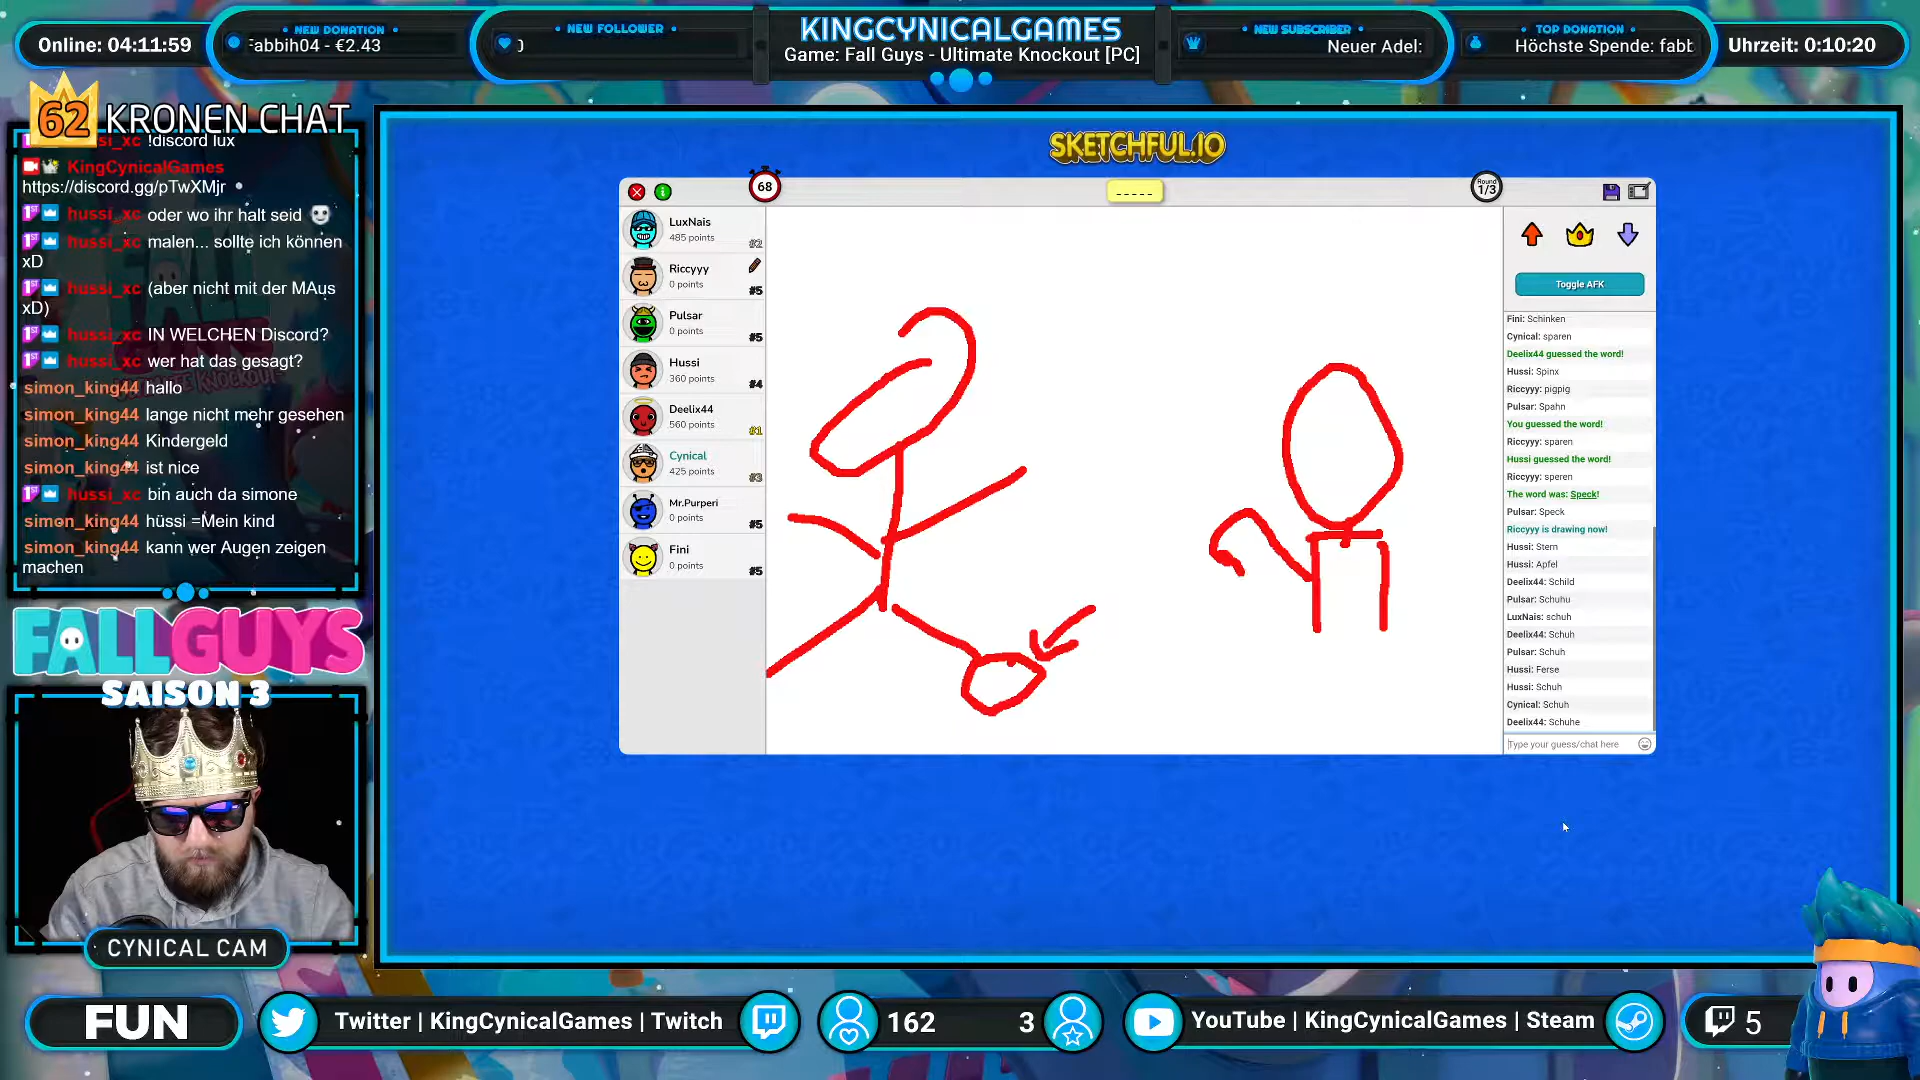 Online: 04:11:59
NEW DONATION
Fabbih04 - €2.43
NEW FOLLOWER
KINGCYNICALGAMES
Game: Fall Guys - Ultimate Knockout [PC]
NEW SUBSCRIBER
Neuer Adel:
TOP DONATION
Höchste Spende: fabb
Uhrzeit: 0:10:20
62 KRONEN CHAT
hussi_xc !discord lux
KingCynicalGames
https://discord.gg/pTwXMjr
hussi_xc oder wo ihr halt seid
hussi_xc malen... sollte ich können
xD
hussi_xc (aber nicht mit der MAus
xD)
hussi_xc IN WELCHEN Discord?
hussi_xc wer hat das gesagt?
simon_king44 hallo
simon_king44 lange nicht mehr gesehen
simon_king44 Kindergeld
simon_king44 ist nice
hussi_xc bin auch da simone
simon_king44 hüssi =Mein kind
simon_king44 kann wer Augen zeigen
machen
FALL GUYS
SAISON 3
CYNICAL CAM
SKETCHFUL.IO
68
_ _ _ _ _
Round
1/3
LuxNais
485 points
#2
Riccyyy
0 points
#5
Pulsar
0 points
#5
Hussi
360 points
#4
Deelix44
560 points
#1
Cynical
425 points
#3
Mr.Purperi
0 points
#5
Fini
0 points
#5
Toggle AFK
Fini: Schinken
Cynical: sparen
Deelix44 guessed the word!
Hussi: Spinx
Riccyyy: pigpig
Pulsar: Spahn
You guessed the word!
Riccyyy: sparen
Hussi guessed the word!
Riccyyy: speren
The word was: Speck!
Pulsar: Speck
Riccyyy is drawing now!
Hussi: Stern
Hussi: Apfel
Deelix44: Schild
Pulsar: Schuhu
LuxNais: schuh
Deelix44: Schuh
Pulsar: Schuh
Hussi: Ferse
Hussi: Schuh
Cynical: Schuh
Deelix44: Schuhe
Type your guess/chat here
FUN
Twitter | KingCynicalGames | Twitch
162
3
YouTube | KingCynicalGames | Steam
5